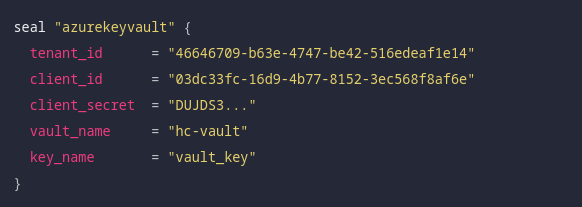 seal "azurekeyvault" {
  tenant_id      = "46646709-b63e-4747-be42-516edeaf1e14"
  client_id      = "03dc33fc-16d9-4b77-8152-3ec568f8af6e"
  client_secret  = "DUJDS3..."
  vault_name     = "hc-vault"
  key_name       = "vault_key"
}